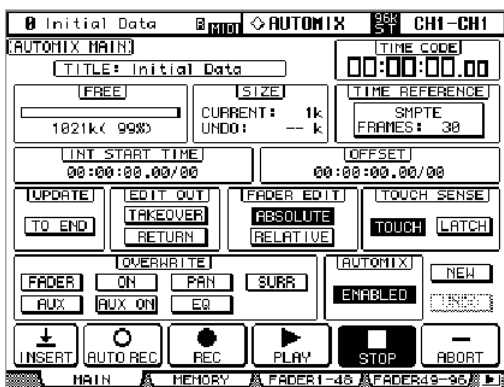 0 Initial Data MIDI AUTOMIX 96K ST CH1-CH1
AUTOMIX MAIN
TIME CODE
TITLE: Initial Data
00:00:00.00
FREE
SIZE
TIME REFERENCE
1021k( 99%)
CURRENT: 1k
UNDO: -- k
SMPTE
FRAMES: 30
INT START TIME
OFFSET
00:00:00.00/00
00:00:00.00/00
UPDATE
EDIT OUT
FADER EDIT
TOUCH SENSE
TO END
TAKEOVER
RETURN
ABSOLUTE
RELATIVE
TOUCH
LATCH
OVERWRITE
AUTOMIX
FADER ON PAN SURR
AUX AUX ON EQ
ENABLED
NEW
UNDO
INSERT AUTO REC REC PLAY STOP ABORT
MAIN MEMORY FADER1-48 FADER49-96